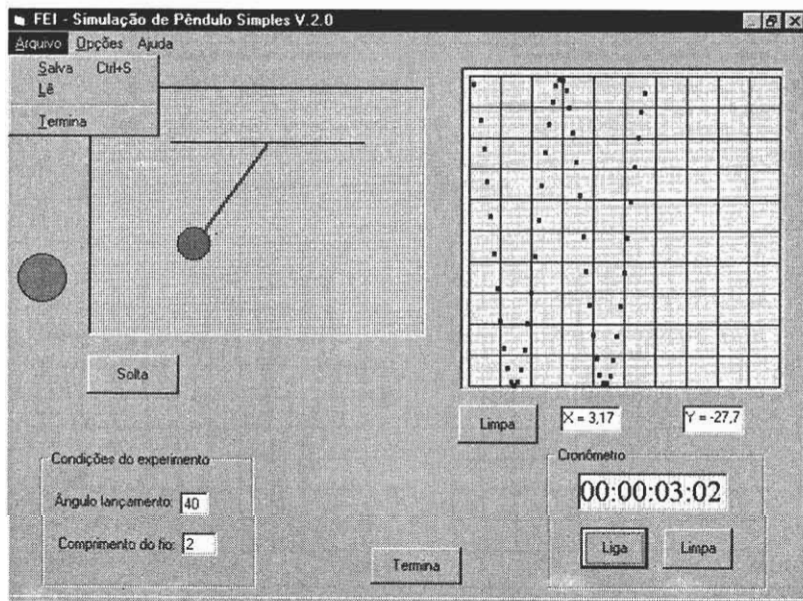 FEI - Simulação de Pêndulo Simples V.2.0
Arquivo Opções Ajuda
Salva Ctrl+S
Lê
Termina
Solta
Limpa
X = 3,17
Y = -27,7
Condições do experimento
Ângulo lançamento: 40
Comprimento do fio: 2
Termina
Cronômetro
00:00:03:02
Liga
Limpa